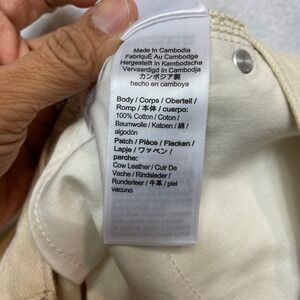 Made In Cambodia
FabriquÉ Au Cambodge
Hergestellt In Kambodscha
Vervaardigd In Cambodja
カンボジア製
hecho en camboya
Body / Corps / Oberteil /
Romp / 本体 / cuerpo:
100% Cotton / Coton /
Baumwolle / Katoen / 綿 /
algodón
Patch / Pièce / Flecken /
Lapje / ワッペン /
parche:
Cow Leather / Cuir De
Vache / Rindsleder /
Runderleer / 牛革 / piel
vacuno